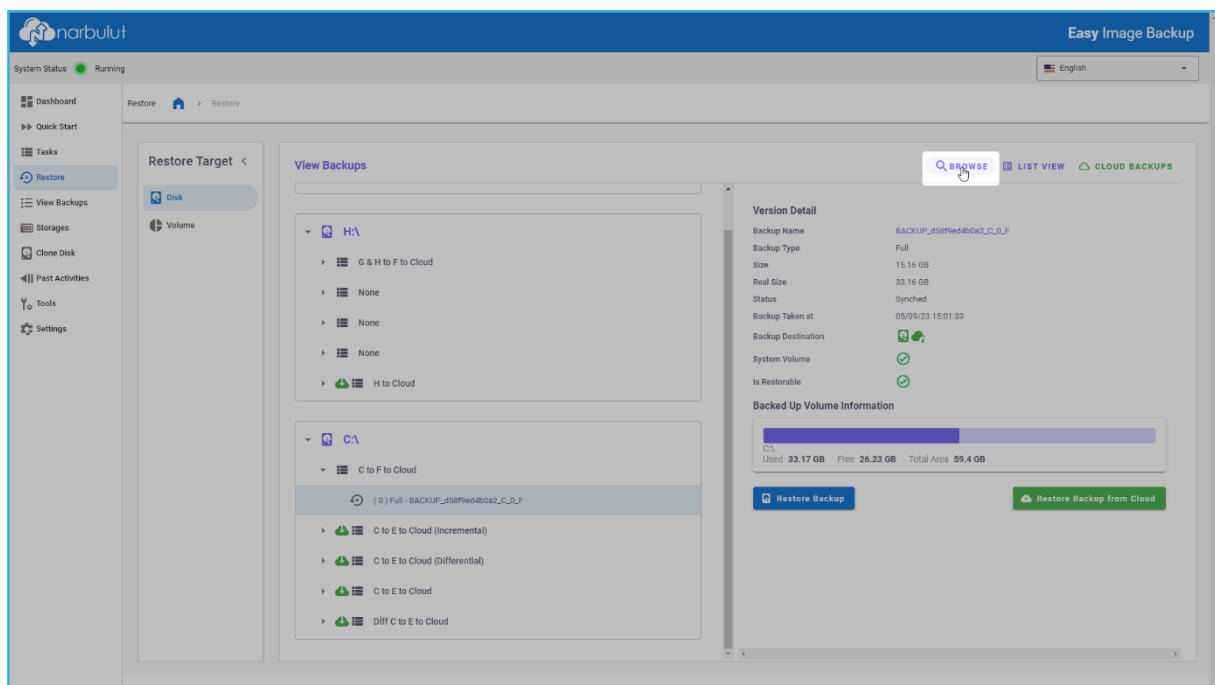 narbulut
Easy Image Backup
System Status Running
English
Dashboard
Quick Start
Tasks
Restore
View Backups
Storages
Clone Disk
Past Activities
Tools
Settings
Restore > Restore
Restore Target <
Disk
Volume
View Backups
BROWSE LIST VIEW CLOUD BACKUPS
H:\
G & H to F to Cloud
None
None
None
H to Cloud
C:\
C to F to Cloud
( 0 ) Full - BACKUP_d58f9ed4b0a2_C_0_F
C to E to Cloud (Incremental)
C to E to Cloud (Differential)
C to E to Cloud
Diff C to E to Cloud
Version Detail
Backup Name BACKUP_d58f9ed4b0a2_C_0_F
Backup Type Full
Size 15.16 GB
Real Size 33.16 GB
Status Synched
Backup Taken at 05/09/23 15:01:33
Backup Destination
System Volume
Is Restorable
Backed Up Volume Information
C:\
Used 33.17 GB Free 26.23 GB Total Area 59.4 GB
Restore Backup
Restore Backup from Cloud